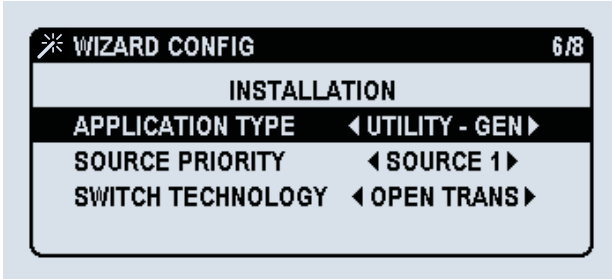 WIZARD CONFIG 6/8
INSTALLATION
APPLICATION TYPE UTILITY - GEN
SOURCE PRIORITY SOURCE 1
SWITCH TECHNOLOGY OPEN TRANS